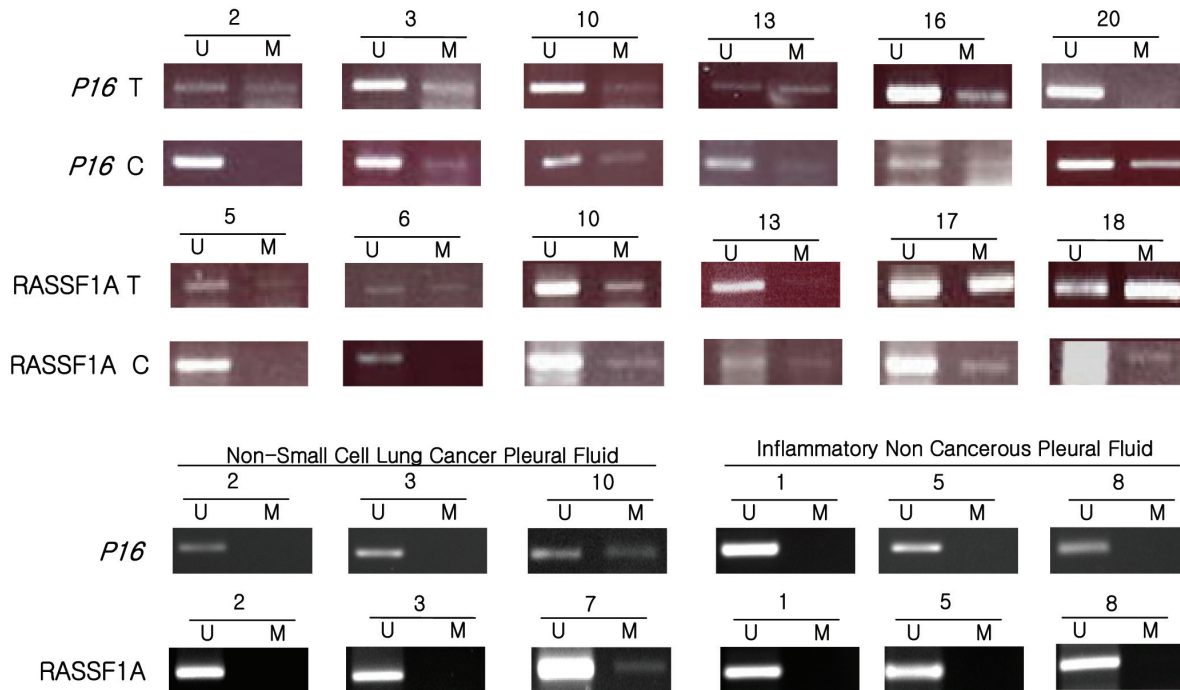 2 3 10 13 16 20
U M U M U M U M U M U M
P16 T
P16 C
5 6 10 13 17 18
U M U M U M U M U M U M
RASSF1A T
RASSF1A C
Non-Small Cell Lung Cancer Pleural Fluid Inflammatory Non Cancerous Pleural Fluid
2 3 10 1 5 8
U M U M U M U M U M U M
P16
2 3 7 1 5 8
U M U M U M U M U M U M
RASSF1A